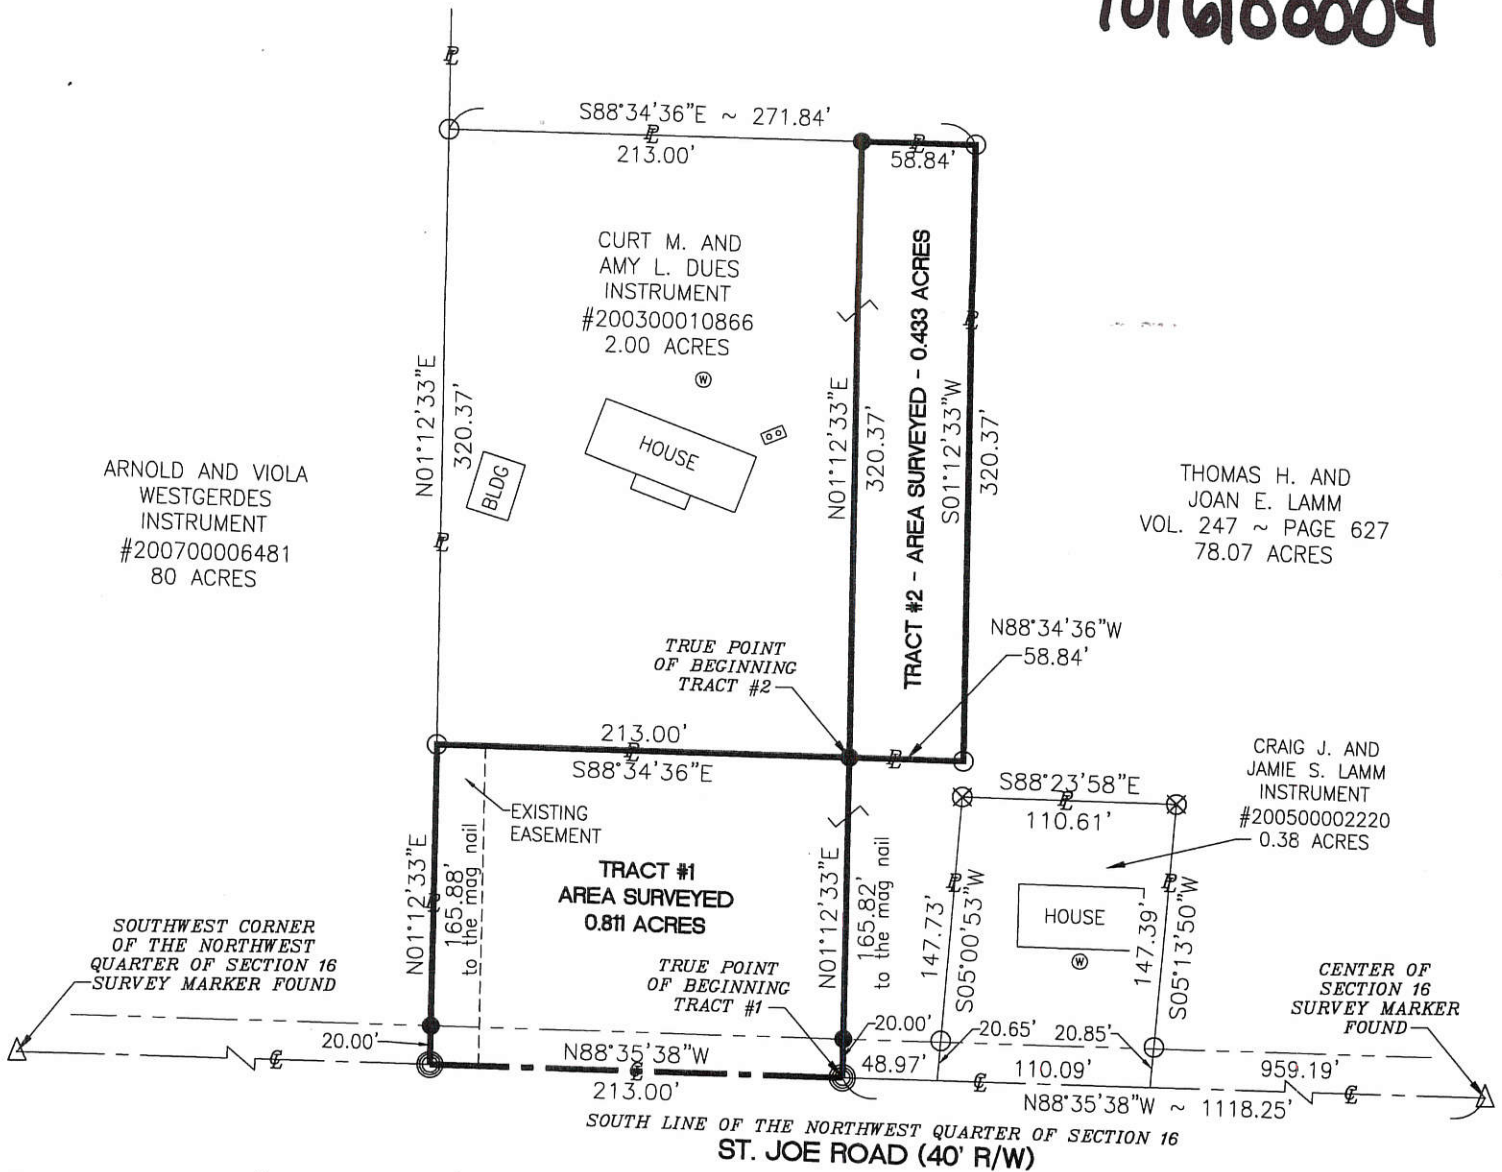 1016100004
S88°34'36"E ~ 271.84'
213.00'
58.84'
CURT M. AND
AMY L. DUES
INSTRUMENT
#200300010866
2.00 ACRES
W
HOUSE
BLDG
N01°12'33"E
320.37'
N01°12'33"E
320.37'
TRACT #2 - AREA SURVEYED - 0.433 ACRES
S01°12'33"W
320.37'
ARNOLD AND VIOLA
WESTGERDES
INSTRUMENT
#200700006481
80 ACRES
THOMAS H. AND
JOAN E. LAMM
VOL. 247 ~ PAGE 627
78.07 ACRES
N88°34'36"W
58.84'
TRUE POINT
OF BEGINNING
TRACT #2
213.00'
S88°34'36"E
EXISTING
EASEMENT
CRAIG J. AND
JAMIE S. LAMM
INSTRUMENT
#200500002220
0.38 ACRES
S88°23'58"E
110.61'
N01°12'33"E
165.88'
to the mag nail
TRACT #1
AREA SURVEYED
0.811 ACRES
N01°12'33"E
165.82'
to the mag nail
147.73'
S05°00'53"W
HOUSE
W
147.39'
S05°13'50"W
SOUTHWEST CORNER
OF THE NORTHWEST
QUARTER OF SECTION 16
SURVEY MARKER FOUND
TRUE POINT
OF BEGINNING
TRACT #1
CENTER OF
SECTION 16
SURVEY MARKER
FOUND
20.00'
20.00'
20.65'
20.85'
N88°35'38"W
213.00'
48.97'
110.09'
959.19'
N88°35'38"W ~ 1118.25'
SOUTH LINE OF THE NORTHWEST QUARTER OF SECTION 16
ST. JOE ROAD (40' R/W)